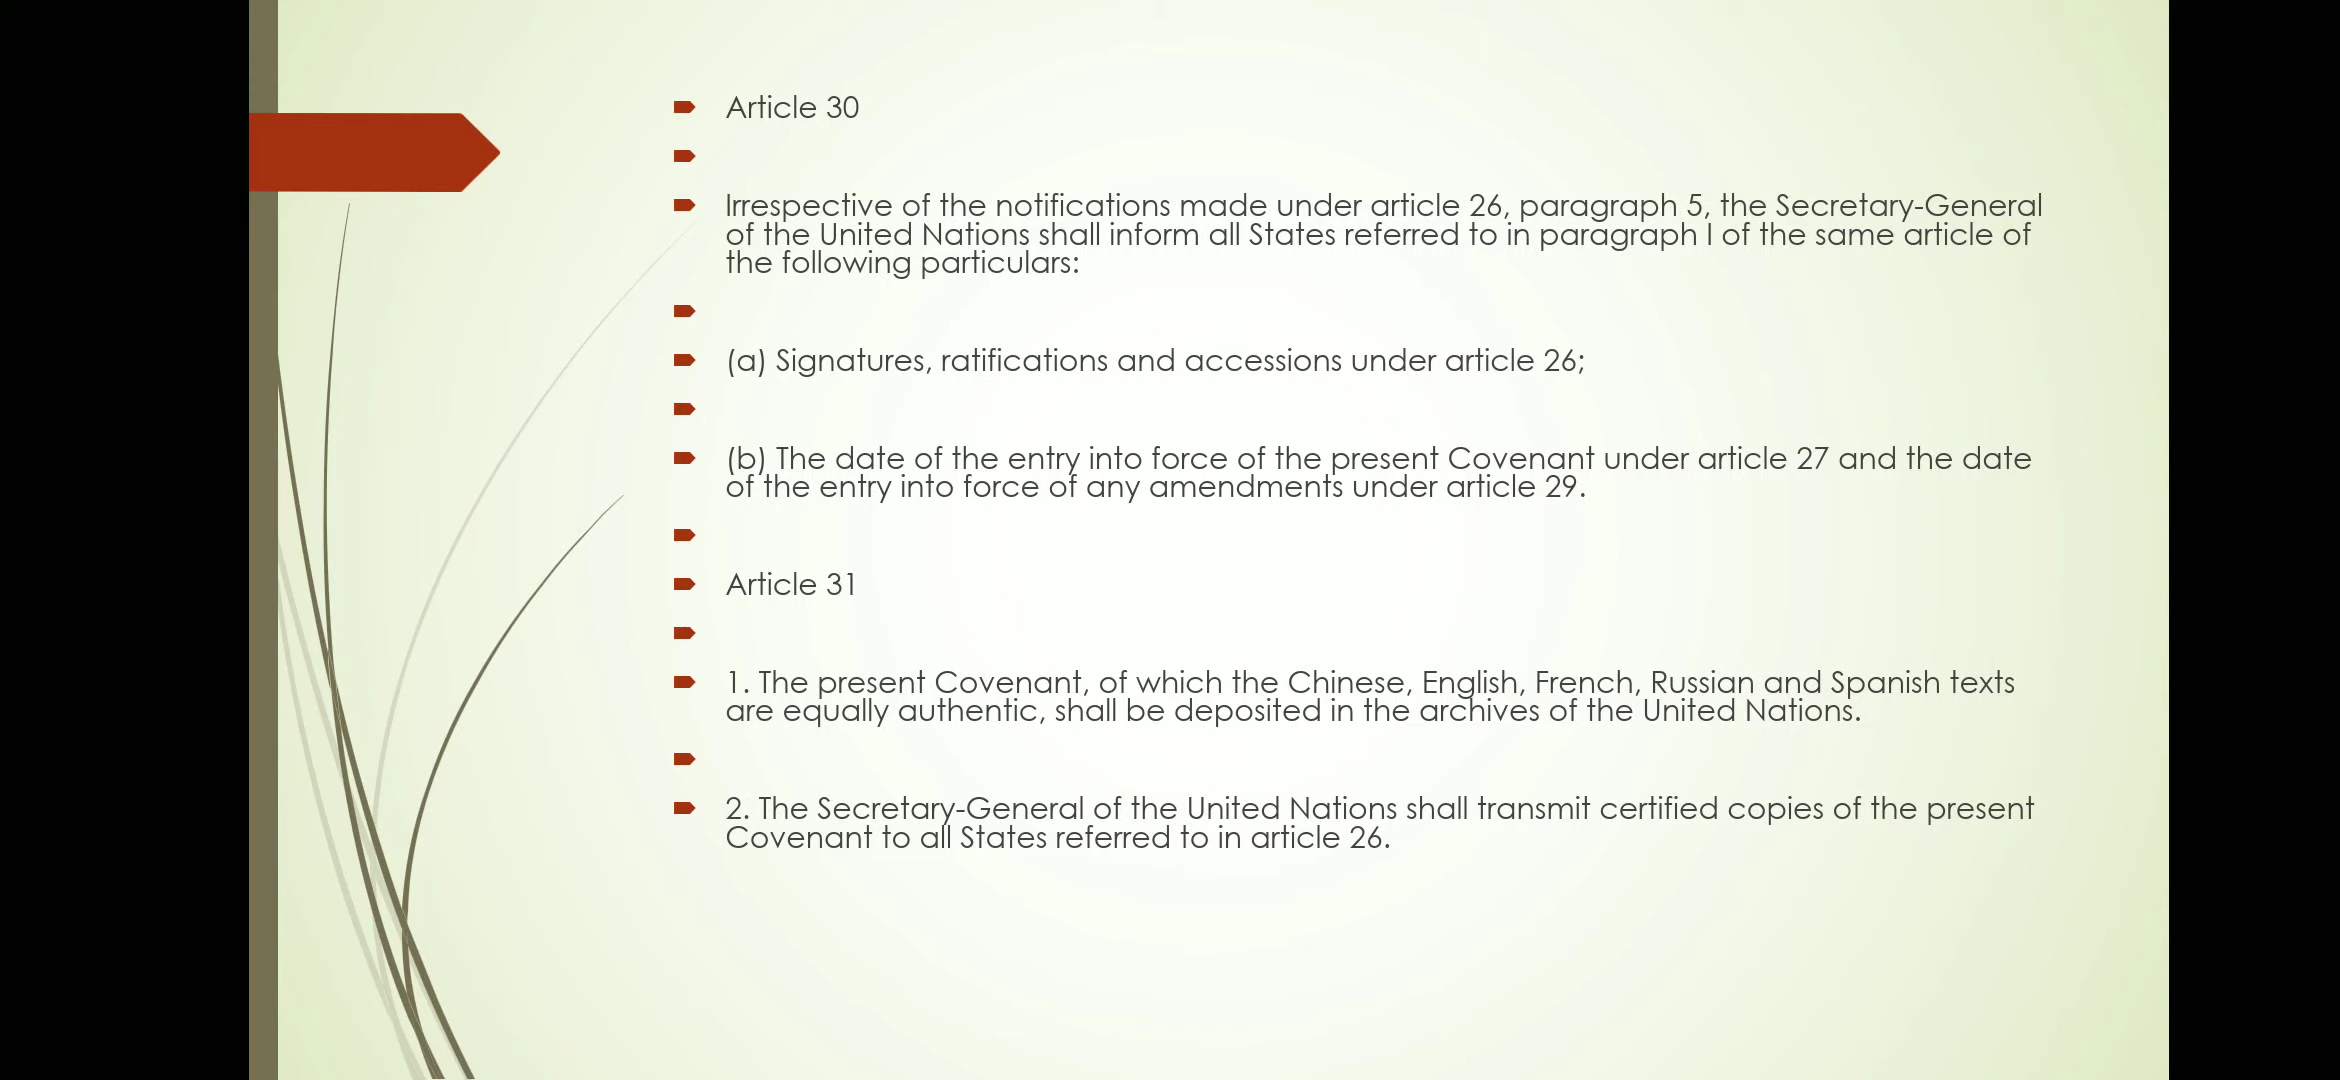 Article 30
Irrespective of the notifications made under article 26, paragraph 5, the Secretary-General
of the United Nations shall inform all States referred to in paragraph I of the same article of
the following particulars:
(a) Signatures, ratifications and accessions under article 26;
(b) The date of the entry into force of the present Covenant under article 27 and the date
of the entry into force of any amendments under article 29.
Article 31
1. The present Covenant, of which the Chinese, English, French, Russian and Spanish texts
are equally authentic, shall be deposited in the archives of the United Nations.
2. The Secretary-General of the United Nations shall transmit certified copies of the present
Covenant to all States referred to in article 26.